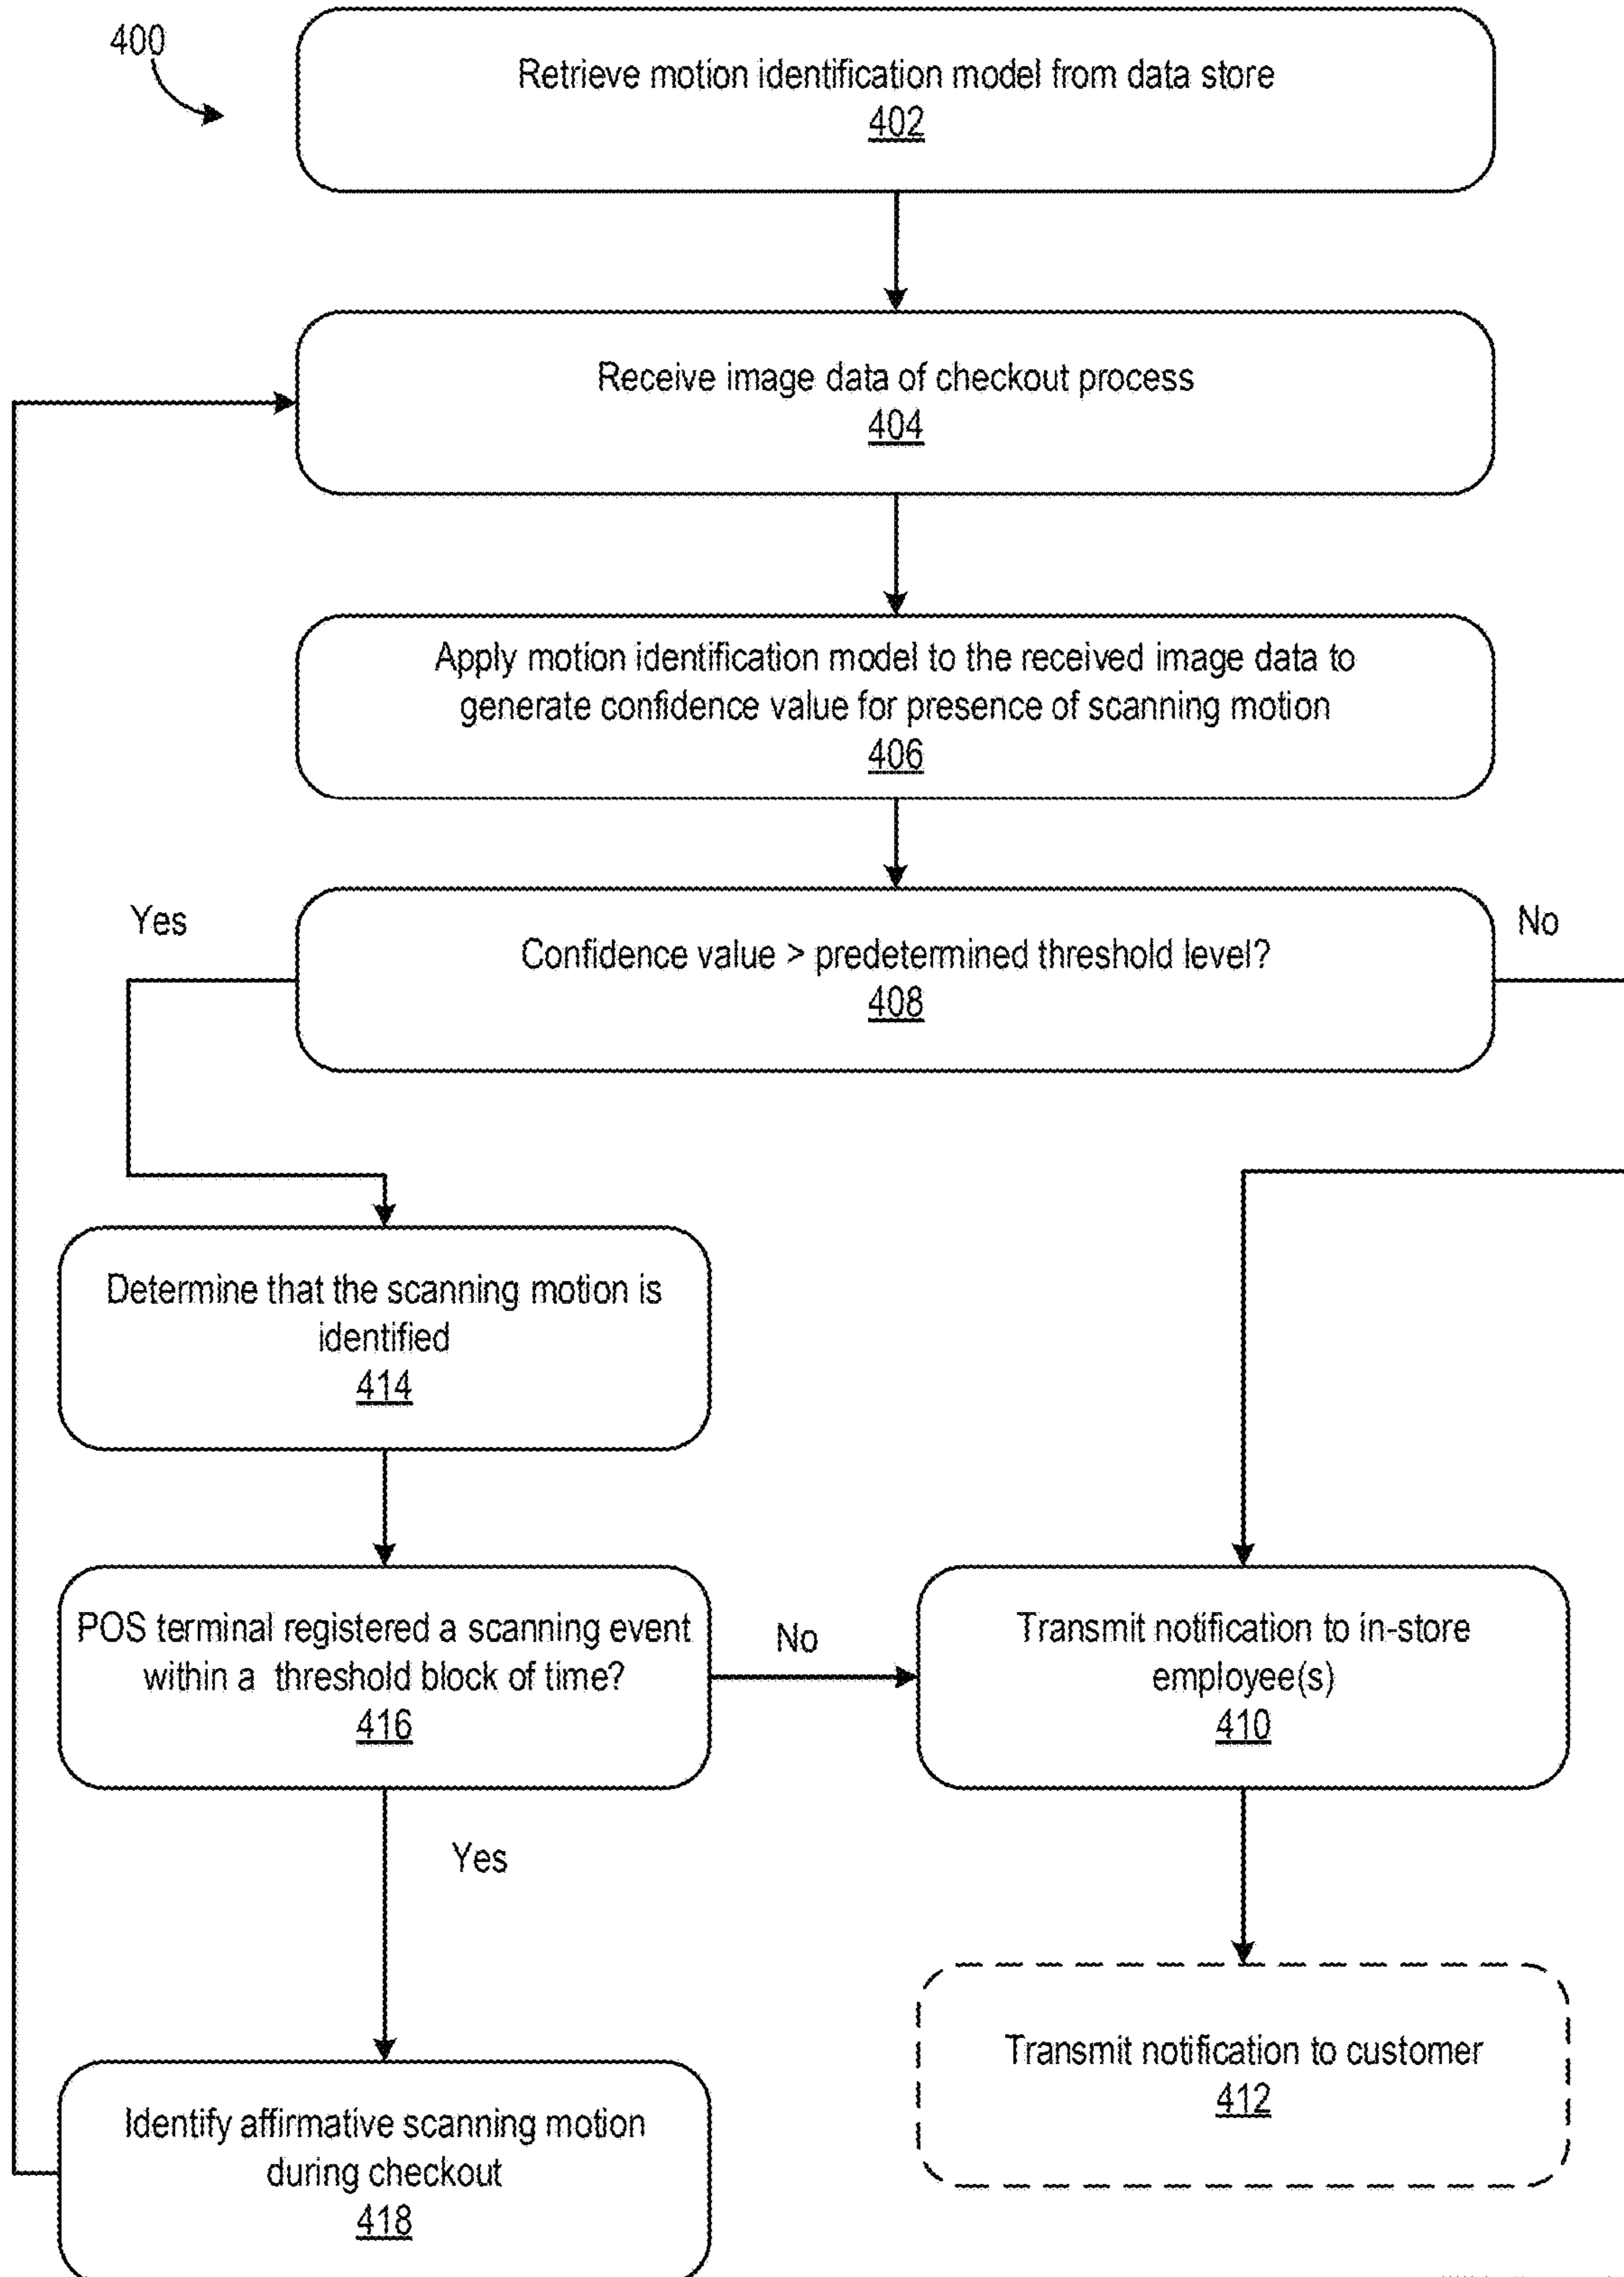 400
Retrieve motion identification model from data store
402
Receive image data of checkout process
404
Apply motion identification model to the received image data to
generate confidence value for presence of scanning motion
406
Yes
No
Confidence value > predetermined threshold level?
408
Determine that the scanning motion is
identified
414
POS terminal registered a scanning event
within a threshold block of time?
416
No
Transmit notification to in-store
employee(s)
410
Yes
Transmit notification to customer
412
Identify affirmative scanning motion
during checkout
418